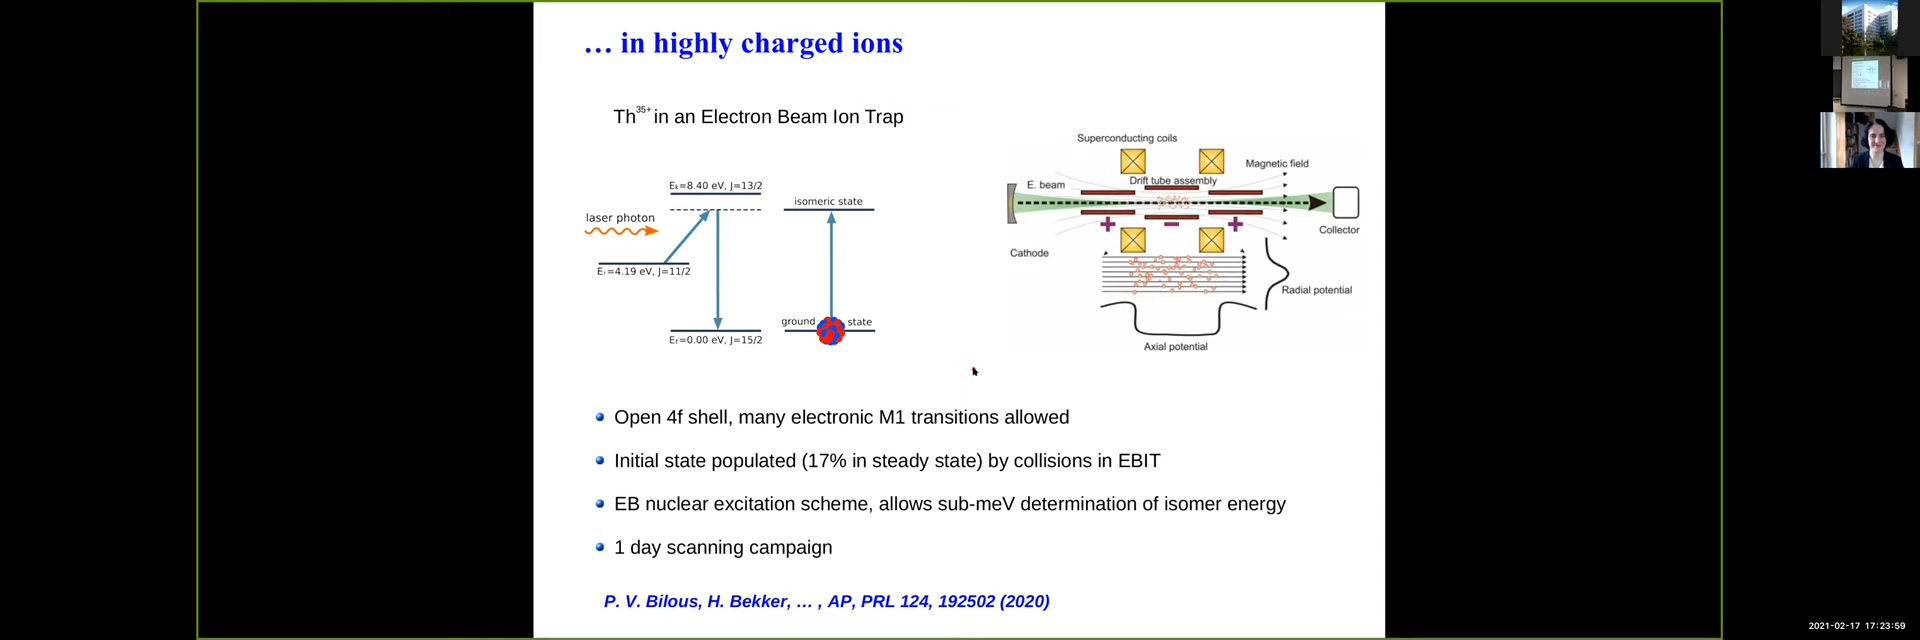 … in highly charged ions
Th35+ in an Electron Beam Ion Trap
Eₖ=8.40 eV, J=13/2
isomeric state
laser photon
Eᵢ=4.19 eV, J=11/2
ground state
E_f=0.00 eV, J=15/2
Superconducting coils
Magnetic field
E. beam
Drift tube assembly
+ − +
Collector
Cathode
Radial potential
Axial potential
Open 4f shell, many electronic M1 transitions allowed
Initial state populated (17% in steady state) by collisions in EBIT
EB nuclear excitation scheme, allows sub-meV determination of isomer energy
1 day scanning campaign
P. V. Bilous, H. Bekker, … , AP, PRL 124, 192502 (2020)
2021-02-17 17:23:59